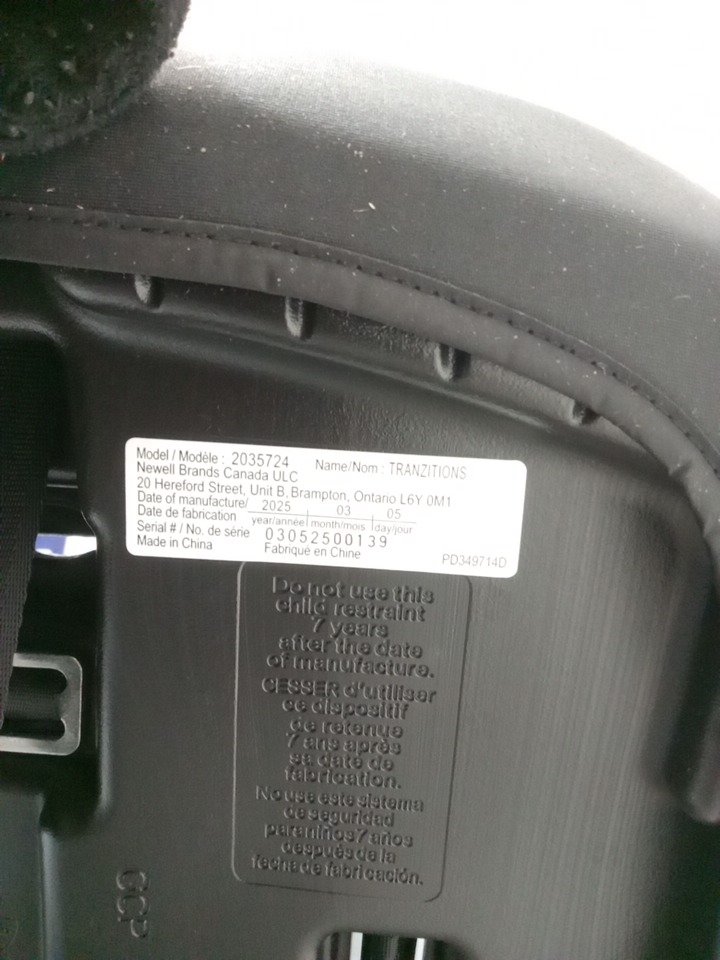 Model / Modèle : 2035724 Name/Nom : TRANZITIONS
Newell Brands Canada ULC
20 Hereford Street, Unit B, Brampton, Ontario L6Y 0M1
Date of manufacture/ 2025 03 05
Date de fabrication year/année month/mois day/jour
Serial # / No. de série 03052500139
Made in China Fabriqué en Chine PD349714D
Do not use this
child restraint
7 years
after the date
of manufacture.
CESSER d'utiliser
ce dispositif
de retenue
7 ans après
sa date de
fabrication.
No use este sistema
de seguridad
para niños 7 años
después de la
fecha de fabricación.
GCP